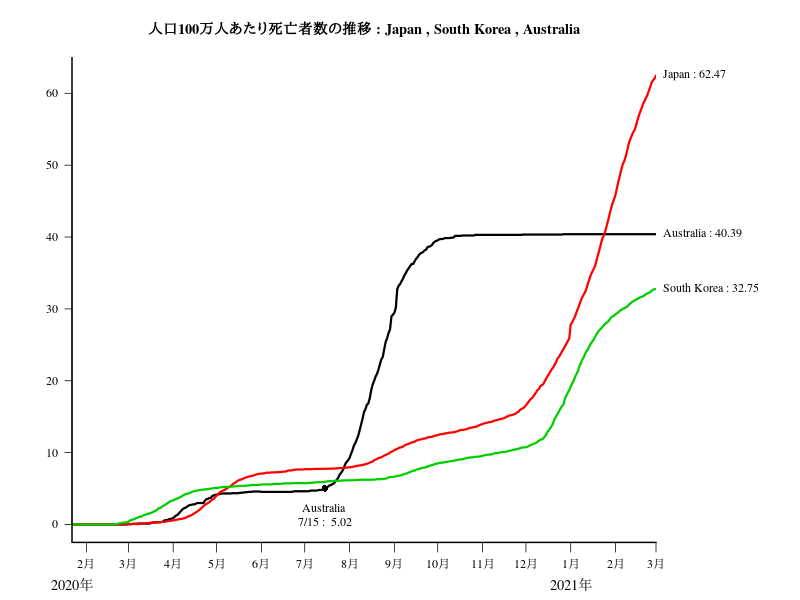 人口100万人あたり死亡者数の推移 : Japan , South Korea , Australia
60
50
40
30
20
10
0
Japan : 62.47
Australia : 40.39
South Korea : 32.75
Australia
7/15 : 5.02
2月 3月 4月 5月 6月 7月 8月 9月 10月 11月 12月 1月 2月 3月
2020年 2021年